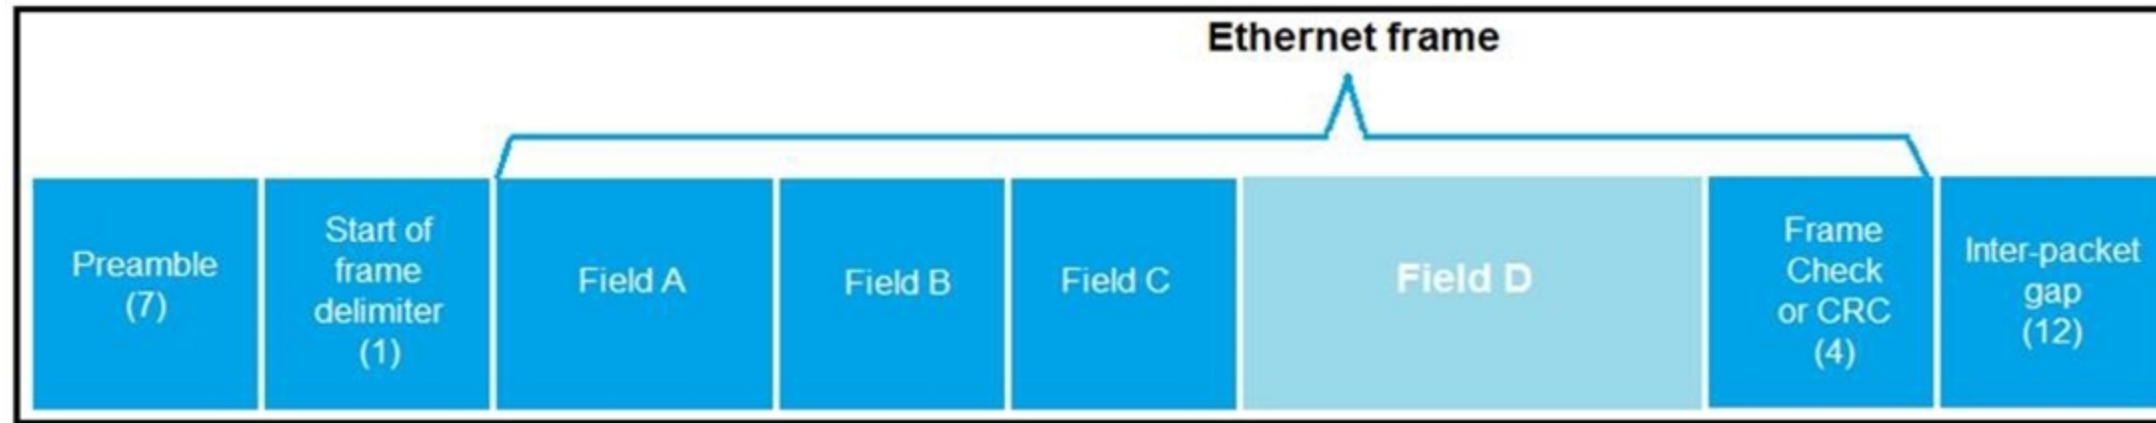 Ethernet frame
Preamble
(7)
Start of
frame
delimiter
(1)
Field A
Field B
Field C
Field D
Frame
Check
or CRC
(4)
Inter-packet
gap
(12)